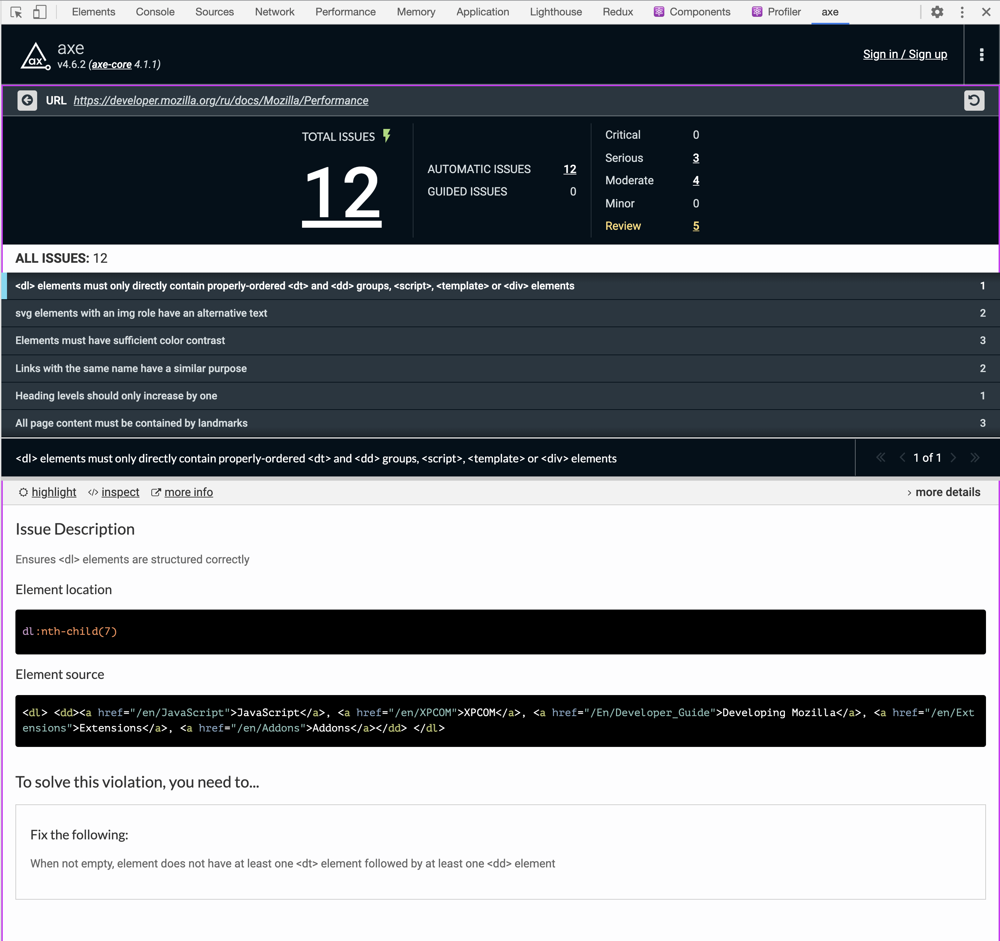 Elements Console Sources Network Performance Memory Application Lighthouse Redux Components Profiler axe
axe
v4.6.2 (axe-core 4.1.1)
Sign in / Sign up
URL https://developer.mozilla.org/ru/docs/Mozilla/Performance
TOTAL ISSUES
12
AUTOMATIC ISSUES 12
GUIDED ISSUES 0
Critical 0
Serious 3
Moderate 4
Minor 0
Review 5
ALL ISSUES: 12
<dl> elements must only directly contain properly-ordered <dt> and <dd> groups, <script>, <template> or <div> elements 1
svg elements with an img role have an alternative text 2
Elements must have sufficient color contrast 3
Links with the same name have a similar purpose 2
Heading levels should only increase by one 1
All page content must be contained by landmarks 3
<dl> elements must only directly contain properly-ordered <dt> and <dd> groups, <script>, <template> or <div> elements
1 of 1
highlight </> inspect more info
> more details
Issue Description
Ensures <dl> elements are structured correctly
Element location
dl:nth-child(7)
Element source
<dl> <dd><a href="/en/JavaScript">JavaScript</a>, <a href="/en/XPCOM">XPCOM</a>, <a href="/En/Developer_Guide">Developing Mozilla</a>, <a href="/en/Ext
ensions">Extensions</a>, <a href="/en/Addons">Addons</a></dd> </dl>
To solve this violation, you need to...
Fix the following:
When not empty, element does not have at least one <dt> element followed by at least one <dd> element